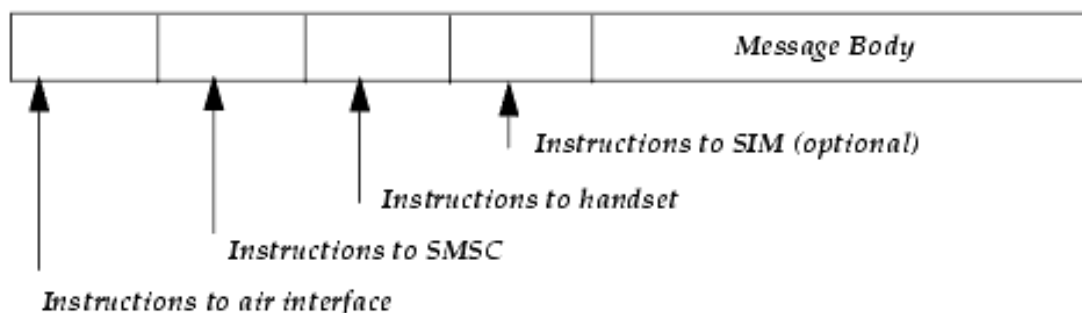 Message Body
Instructions to SIM (optional)
Instructions to handset
Instructions to SMSC
Instructions to air interface